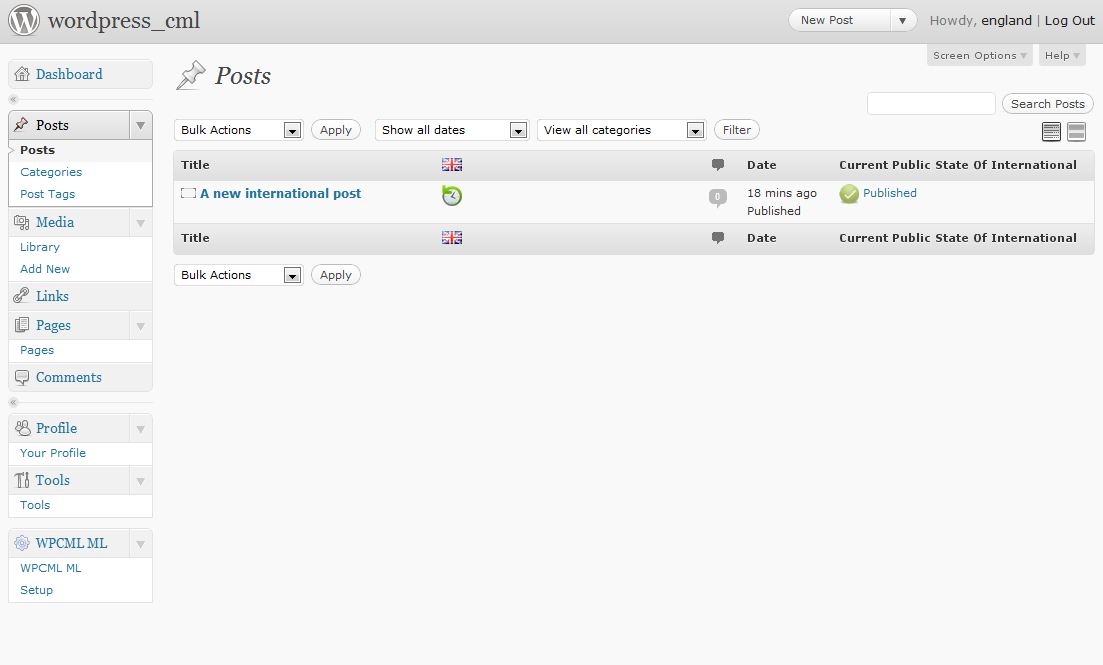 wordpress_cml
New Post
Howdy, england | Log Out
Screen Options
Help
Dashboard
Posts
Posts
Categories
Post Tags
Media
Library
Add New
Links
Pages
Pages
Comments
Profile
Your Profile
Tools
Tools
WPCML ML
WPCML ML
Setup
Posts
Search Posts
Bulk Actions Apply Show all dates View all categories Filter
Title Date Current Public State Of International
A new international post 0 18 mins ago Published
Published
Title Date Current Public State Of International
Bulk Actions Apply